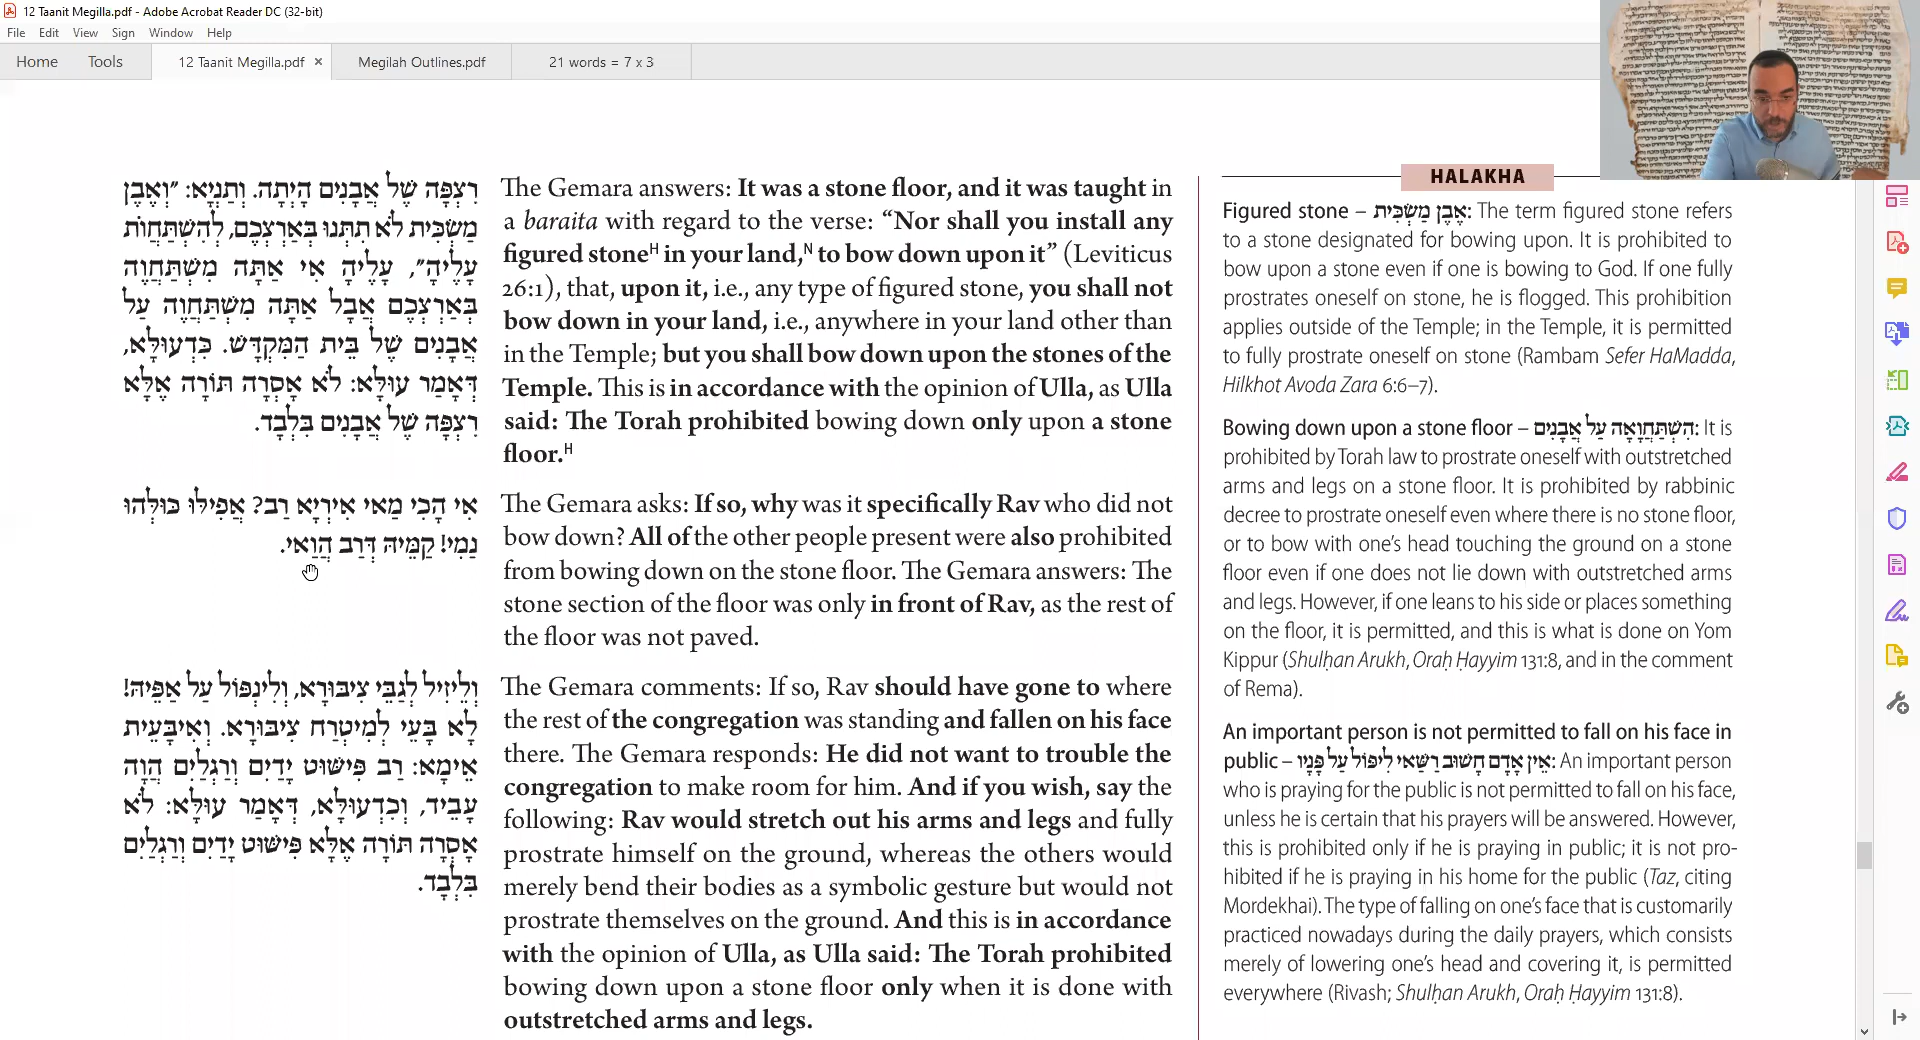 12 Taanit Megilla.pdf - Adobe Acrobat Reader DC (32-bit)
File Edit View Sign Window Help
Home Tools 12 Taanit Megilla.pdf × Megilah Outlines.pdf 21 words = 7 x 3
רִצְפָּה שֶׁל אֲבָנִים הָיְתָה. וְתַנְיָא: ״וְאֶבֶן
מַשְׂכִּית לֹא תִתְּנוּ בְּאַרְצְכֶם, לְהִשְׁתַּחֲוֹת
עָלֶיהָ״, עָלֶיהָ אִי אַתָּה מִשְׁתַּחֲוֶה
בְּאַרְצְכֶם אֲבָל אַתָּה מִשְׁתַּחֲוֶה עַל
אֲבָנִים שֶׁל בֵּית הַמִּקְדָּשׁ. כִּדְעוּלָּא,
דְּאָמַר עוּלָּא: לֹא אָסְרָה תּוֹרָה אֶלָּא
רִצְפָּה שֶׁל אֲבָנִים בִּלְבָד.
אִי הָכִי מַאי אִירְיָא רַב? אֲפִילּוּ כּוּלְּהוּ
נַמִי! קַמֵּיהּ דְּרַב הֲוַאי.
וְלֵיזִיל לְגַבֵּי צִיבּוּרָא, וְלִינְפּוֹל עַל אַפֵּיהּ!
לָא בָּעֵי לְמִיטְרַח צִיבּוּרָא. וְאִיבָּעֵית
אֵימָא: רַב פִּישּׁוּט יָדַיִם וְרַגְלַיִם הֲוָה
עָבֵיד, וְכִדְעוּלָּא, דְּאָמַר עוּלָּא: לֹא
אָסְרָה תּוֹרָה אֶלָּא פִּישּׁוּט יָדַיִם וְרַגְלַיִם
בִּלְבָד.
The Gemara answers: It was a stone floor, and it was taught in
a baraita with regard to the verse: “Nor shall you install any
figured stoneᴴ in your land,ᴺ to bow down upon it” (Leviticus
26:1), that, upon it, i.e., any type of figured stone, you shall not
bow down in your land, i.e., anywhere in your land other than
in the Temple; but you shall bow down upon the stones of the
Temple. This is in accordance with the opinion of Ulla, as Ulla
said: The Torah prohibited bowing down only upon a stone
floor.ᴴ
The Gemara asks: If so, why was it specifically Rav who did not
bow down? All of the other people present were also prohibited
from bowing down on the stone floor. The Gemara answers: The
stone section of the floor was only in front of Rav, as the rest of
the floor was not paved.
The Gemara comments: If so, Rav should have gone to where
the rest of the congregation was standing and fallen on his face
there. The Gemara responds: He did not want to trouble the
congregation to make room for him. And if you wish, say the
following: Rav would stretch out his arms and legs and fully
prostrate himself on the ground, whereas the others would
merely bend their bodies as a symbolic gesture but would not
prostrate themselves on the ground. And this is in accordance
with the opinion of Ulla, as Ulla said: The Torah prohibited
bowing down upon a stone floor only when it is done with
outstretched arms and legs.
HALAKHA
Figured stone – אֶבֶן מַשְׂכִּית: The term figured stone refers
to a stone designated for bowing upon. It is prohibited to
bow upon a stone even if one is bowing to God. If one fully
prostrates oneself on stone, he is flogged. This prohibition
applies outside of the Temple; in the Temple, it is permitted
to fully prostrate oneself on stone (Rambam Sefer HaMadda,
Hilkhot Avoda Zara 6:6–7).
Bowing down upon a stone floor – הִשְׁתַּחֲוָאָה עַל אֲבָנִים: It is
prohibited by Torah law to prostrate oneself with outstretched
arms and legs on a stone floor. It is prohibited by rabbinic
decree to prostrate oneself even where there is no stone floor,
or to bow with one’s head touching the ground on a stone
floor even if one does not lie down with outstretched arms
and legs. However, if one leans to his side or places something
on the floor, it is permitted, and this is what is done on Yom
Kippur (Shulḥan Arukh, Oraḥ Ḥayyim 131:8, and in the comment
of Rema).
An important person is not permitted to fall on his face in
public – אֵין אָדָם חָשׁוּב רַשַּׁאי לִיפּוֹל עַל פָּנָיו: An important person
who is praying for the public is not permitted to fall on his face,
unless he is certain that his prayers will be answered. However,
this is prohibited only if he is praying in public; it is not pro-
hibited if he is praying in his home for the public (Taz, citing
Mordekhai). The type of falling on one’s face that is customarily
practiced nowadays during the daily prayers, which consists
merely of lowering one’s head and covering it, is permitted
everywhere (Rivash; Shulḥan Arukh, Oraḥ Ḥayyim 131:8).